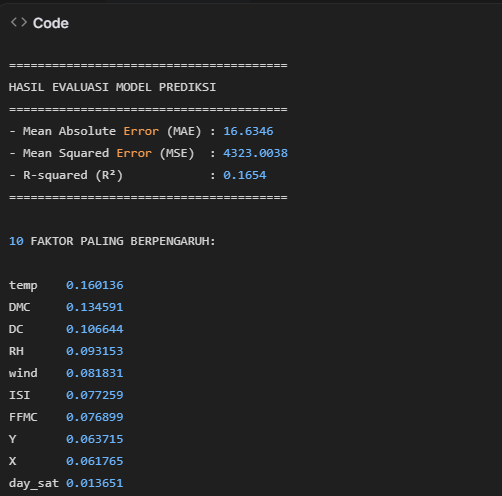 <> Code
=======================================
HASIL EVALUASI MODEL PREDIKSI
=======================================
- Mean Absolute Error (MAE) : 16.6346
- Mean Squared Error (MSE)  : 4323.0038
- R-squared (R²)            : 0.1654
=======================================
10 FAKTOR PALING BERPENGARUH:
temp    0.160136
DMC     0.134591
DC      0.106644
RH      0.093153
wind    0.081831
ISI     0.077259
FFMC    0.076899
Y       0.063715
X       0.061765
day_sat 0.013651